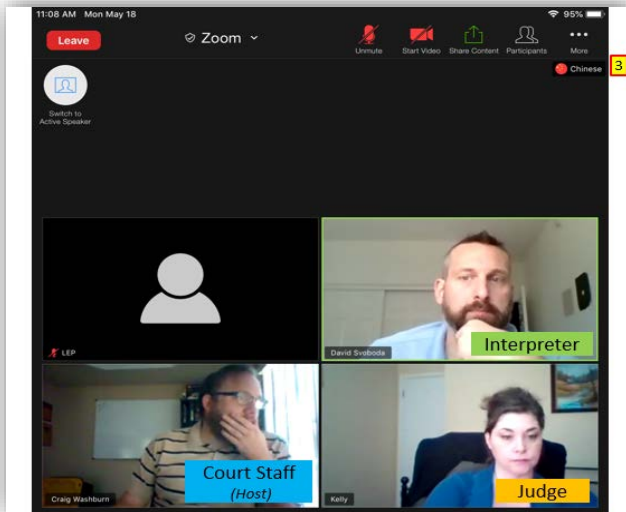 11:08 AM Mon May 18
95%
Leave
Zoom
Unmute
Start Video
Share Content
Participants
More
Chinese
3
Switch to
Active Speaker
LEP
David Svoboda
Interpreter
Craig Washburn
Court Staff
(Host)
Kelly
Judge